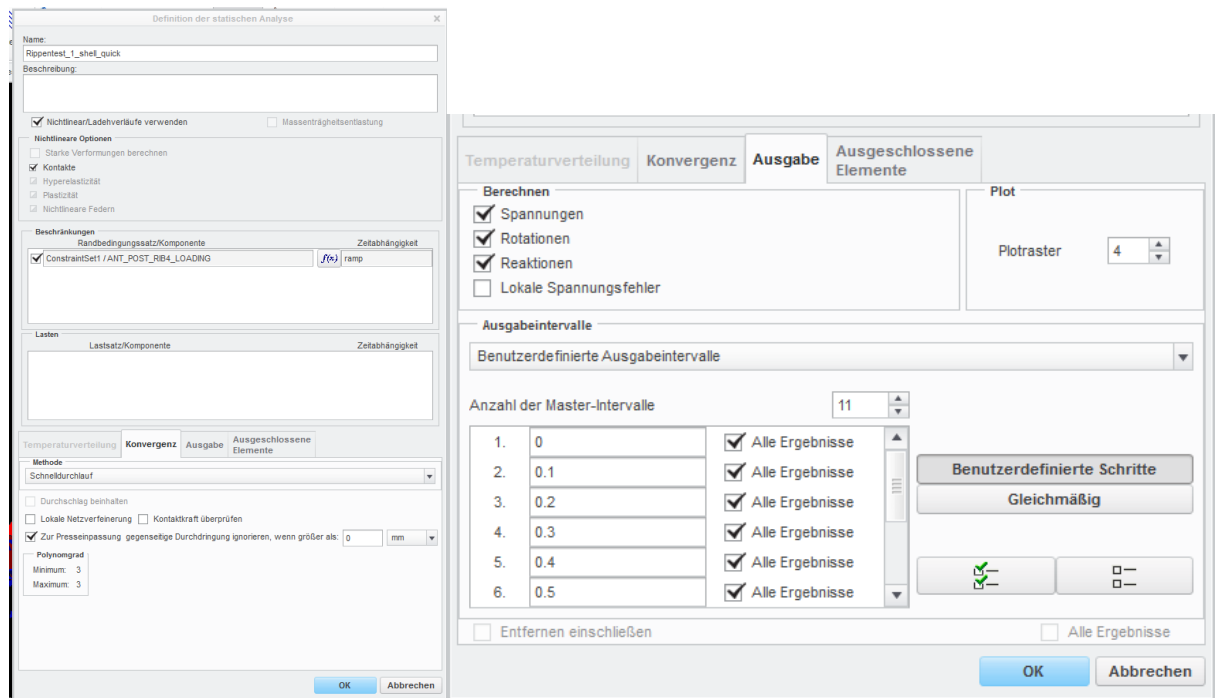 Definition der statischen Analyse
Name:
Rippentest_1_shell_quick
Beschreibung:
Nichtlinear/Ladehverläufe verwenden Massenträgheitsentlastung
Nichtlineare Optionen
Starke Verformungen berechnen
Kontakte
Hyperelastizität
Plastizität
Nichtlineare Federn
Beschränkungen
Randbedingungssatz/Komponente Zeitabhängigkeit
ConstraintSet1 / ANT_POST_RIB4_LOADING f(x) ramp
Lasten
Lastsatz/Komponente Zeitabhängigkeit
Temperaturverteilung Konvergenz Ausgabe Ausgeschlossene
Elemente
Methode
Schnelldurchlauf
Durchschlag beinhalten
Lokale Netzverfeinerung Kontaktkraft überprüfen
Zur Presseinpassung gegenseitige Durchdringung ignorieren, wenn größer als: 0 mm
Polynomgrad
Minimum: 3
Maximum: 3
OK Abbrechen
Temperaturverteilung Konvergenz Ausgabe Ausgeschlossene
Elemente
Berechnen
Spannungen
Rotationen
Reaktionen
Lokale Spannungsfehler
Plot
Plotraster 4
Ausgabeintervalle
Benutzerdefinierte Ausgabeintervalle
Anzahl der Master-Intervalle 11
1. 0 Alle Ergebnisse
2. 0.1 Alle Ergebnisse
3. 0.2 Alle Ergebnisse
4. 0.3 Alle Ergebnisse
5. 0.4 Alle Ergebnisse
6. 0.5 Alle Ergebnisse
Benutzerdefinierte Schritte
Gleichmäßig
Entfernen einschließen Alle Ergebnisse
OK Abbrechen